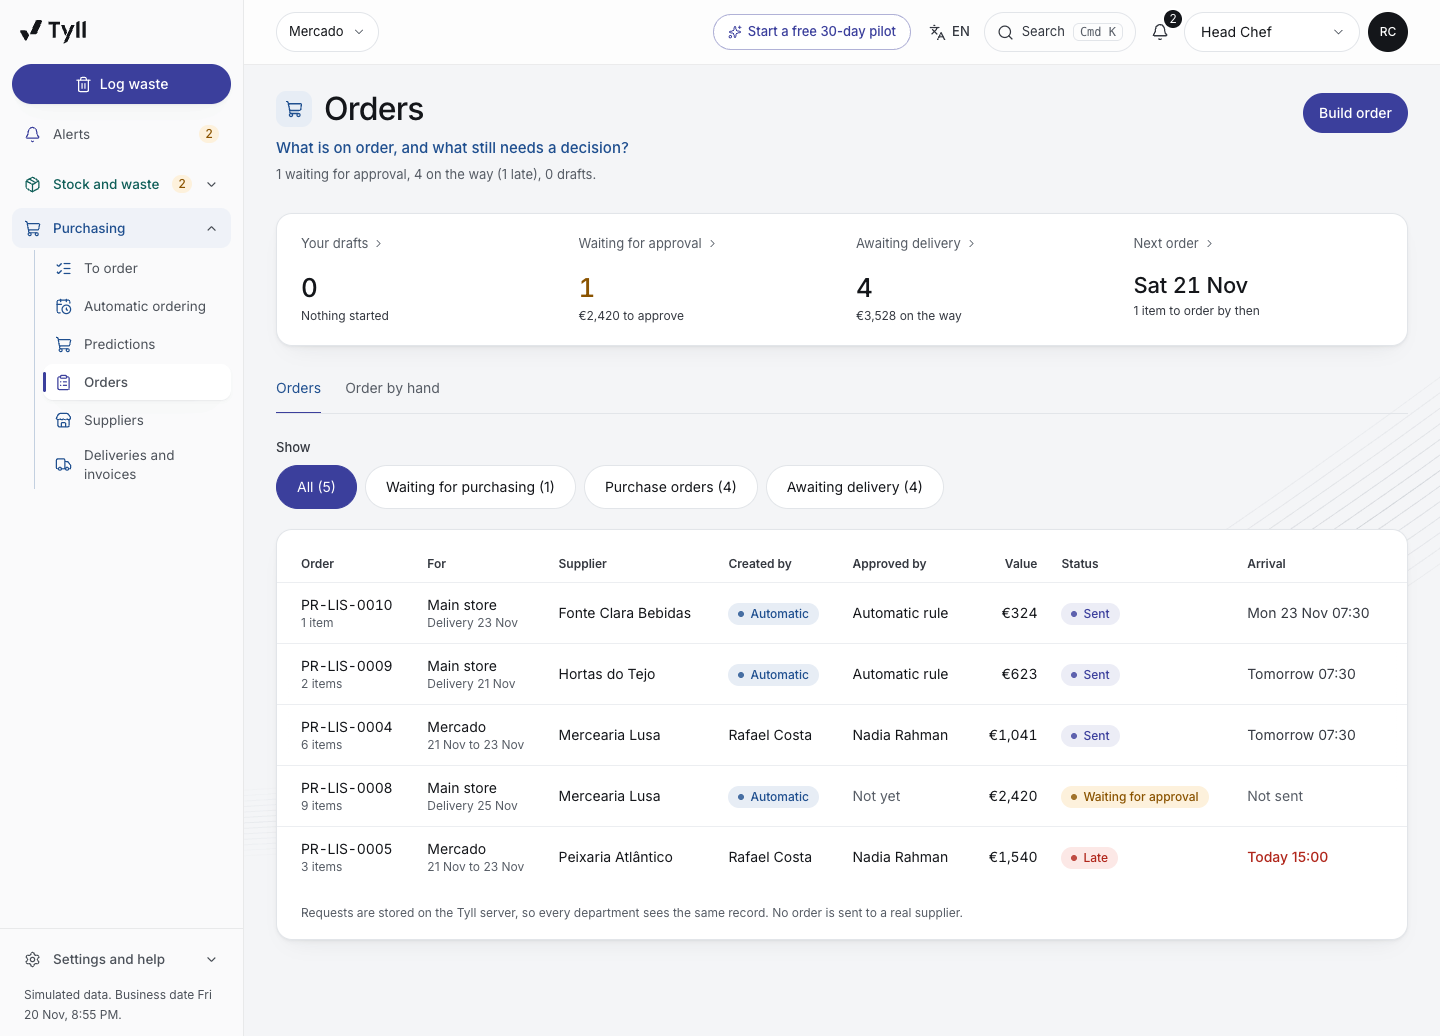 Tyll
Log waste
Alerts 2
Stock and waste 2
Purchasing
To order
Automatic ordering
Predictions
Orders
Suppliers
Deliveries and
invoices
Settings and help
Simulated data. Business date Fri
20 Nov, 8:55 PM.
Mercado
Start a free 30-day pilot
EN
Search Cmd K
2
Head Chef
RC
Orders
Build order
What is on order, and what still needs a decision?
1 waiting for approval, 4 on the way (1 late), 0 drafts.
Your drafts
0
Nothing started
Waiting for approval
1
€2,420 to approve
Awaiting delivery
4
€3,528 on the way
Next order
Sat 21 Nov
1 item to order by then
Orders Order by hand
Show
All (5) Waiting for purchasing (1) Purchase orders (4) Awaiting delivery (4)
Order For Supplier Created by Approved by Value Status Arrival
PR-LIS-0010 Main store Fonte Clara Bebidas Automatic Automatic rule €324 Sent Mon 23 Nov 07:30
1 item Delivery 23 Nov
PR-LIS-0009 Main store Hortas do Tejo Automatic Automatic rule €623 Sent Tomorrow 07:30
2 items Delivery 21 Nov
PR-LIS-0004 Mercado Mercearia Lusa Rafael Costa Nadia Rahman €1,041 Sent Tomorrow 07:30
6 items 21 Nov to 23 Nov
PR-LIS-0008 Main store Mercearia Lusa Automatic Not yet €2,420 Waiting for approval Not sent
9 items Delivery 25 Nov
PR-LIS-0005 Mercado Peixaria Atlântico Rafael Costa Nadia Rahman €1,540 Late Today 15:00
3 items 21 Nov to 23 Nov
Requests are stored on the Tyll server, so every department sees the same record. No order is sent to a real supplier.